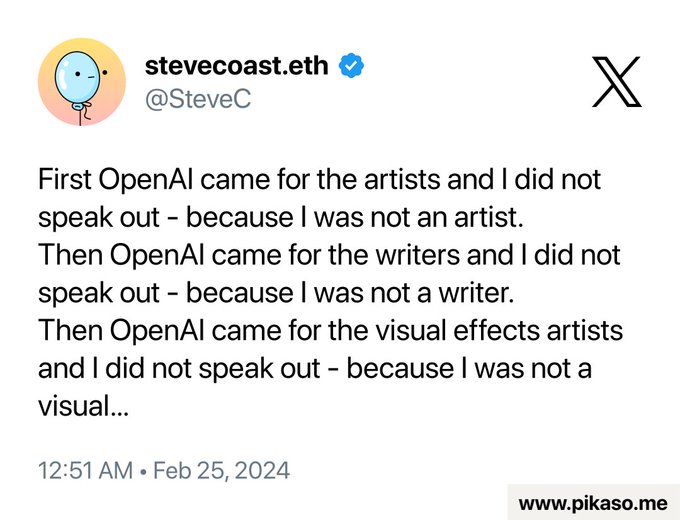 stevecoast.eth
@SteveC
First OpenAI came for the artists and I did not
speak out - because I was not an artist.
Then OpenAI came for the writers and I did not
speak out - because I was not a writer.
Then OpenAI came for the visual effects artists
and I did not speak out - because I was not a
visual...
12:51 AM • Feb 25, 2024
www.pikaso.me